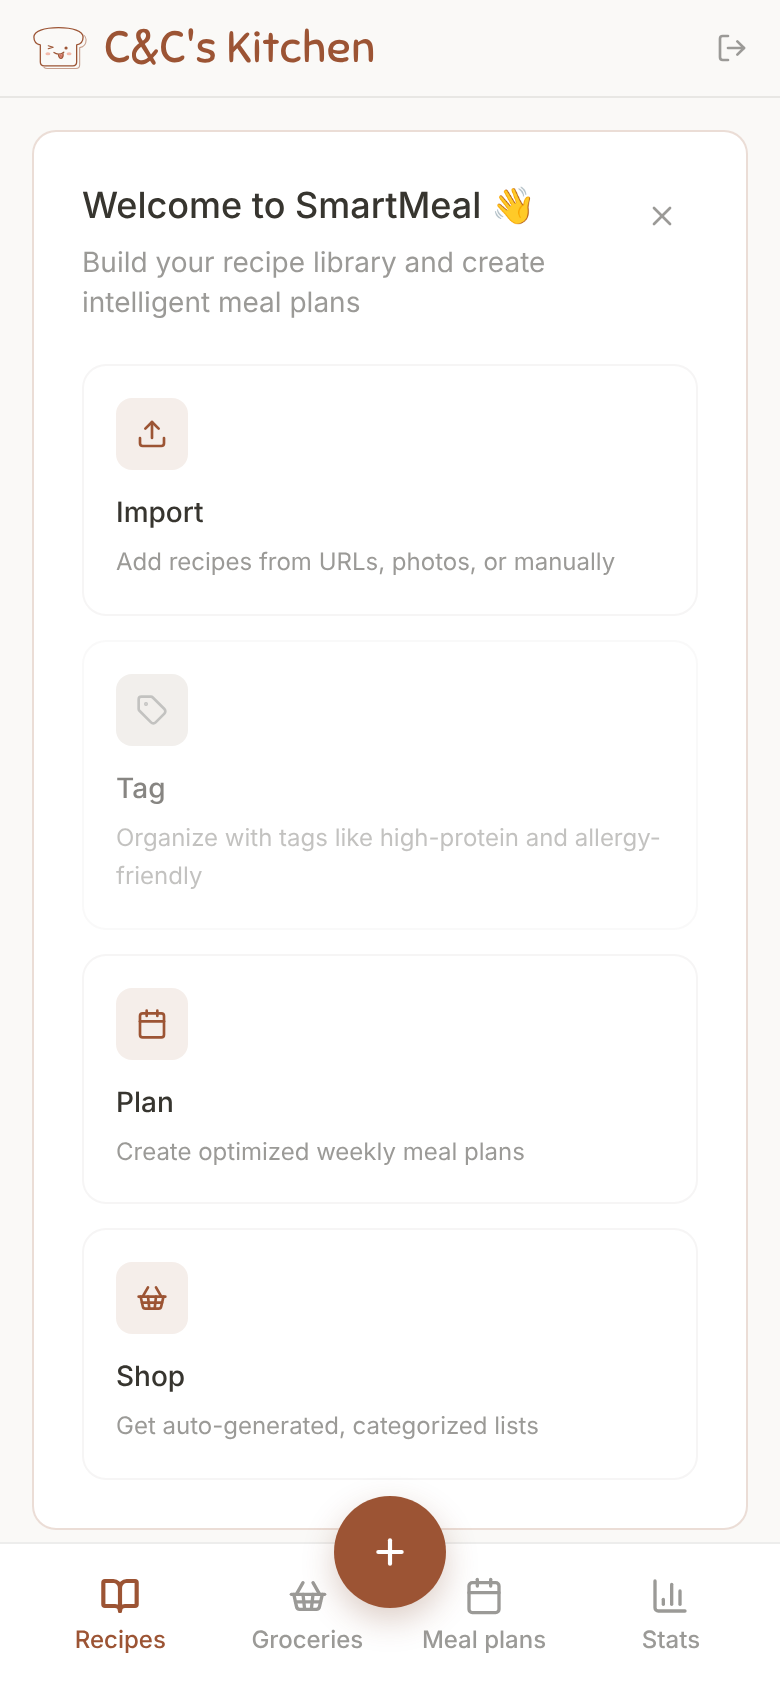 C&C's Kitchen
Welcome to SmartMeal 👋
Build your recipe library and create
intelligent meal plans
Import
Add recipes from URLs, photos, or manually
Tag
Organize with tags like high-protein and allergy-
friendly
Plan
Create optimized weekly meal plans
Shop
Get auto-generated, categorized lists
Recipes
Groceries
Meal plans
Stats